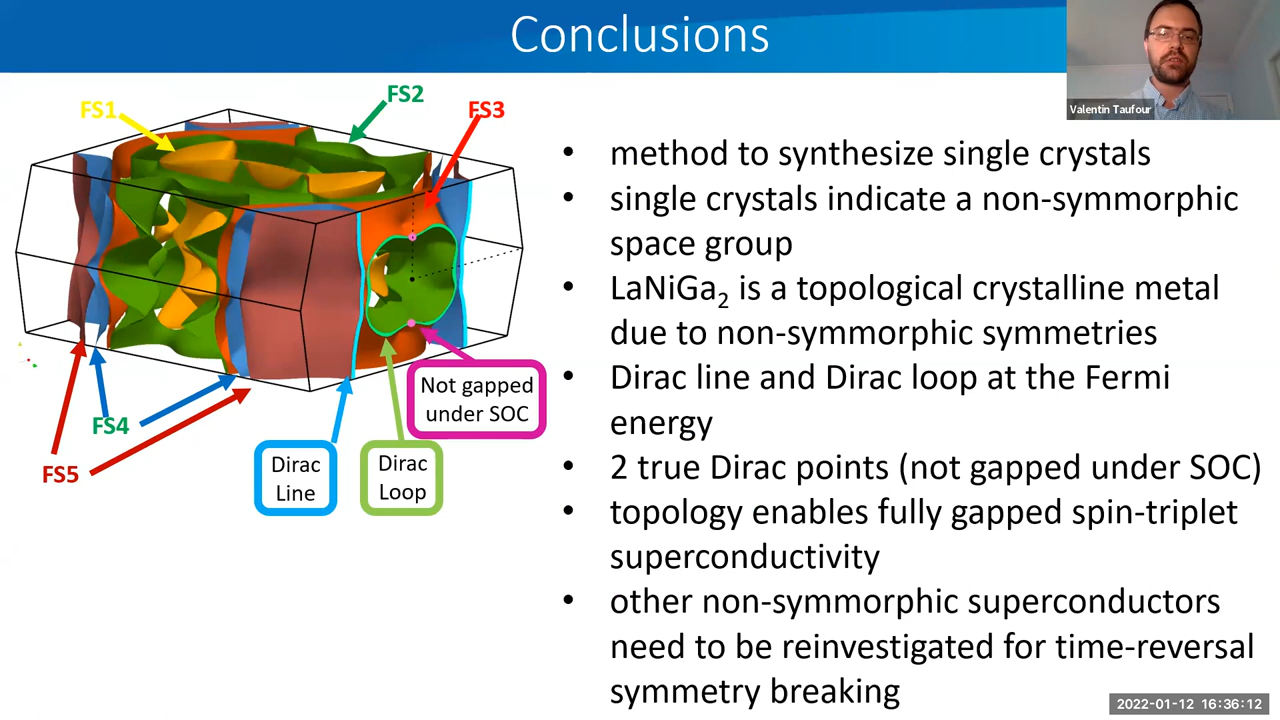 Conclusions
Valentin Taufour
FS1
FS2
FS3
FS4
FS5
Not gapped
under SOC
Dirac
Line
Dirac
Loop
• method to synthesize single crystals
• single crystals indicate a non-symmorphic
space group
• LaNiGa₂ is a topological crystalline metal
due to non-symmorphic symmetries
• Dirac line and Dirac loop at the Fermi
energy
• 2 true Dirac points (not gapped under SOC)
• topology enables fully gapped spin-triplet
superconductivity
• other non-symmorphic superconductors
need to be reinvestigated for time-reversal
symmetry breaking
2022-01-12 16:36:12